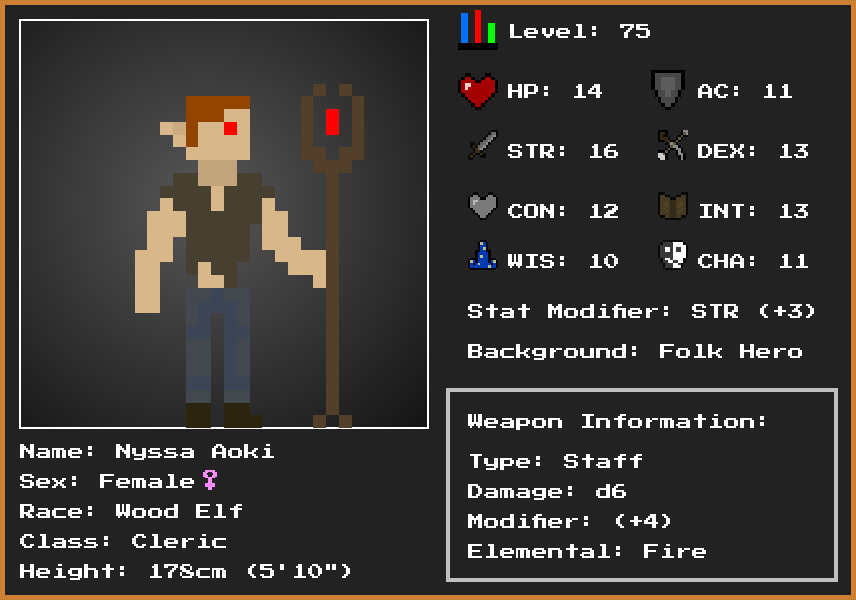 Level: 75
HP: 14 AC: 11
STR: 16 DEX: 13
CON: 12 INT: 13
WIS: 10 CHA: 11
Stat Modifier: STR (+3)
Background: Folk Hero
Weapon Information:
Type: Staff
Damage: d6
Modifier: (+4)
Elemental: Fire
Name: Nyssa Aoki
Sex: Female♀
Race: Wood Elf
Class: Cleric
Height: 178cm (5'10")